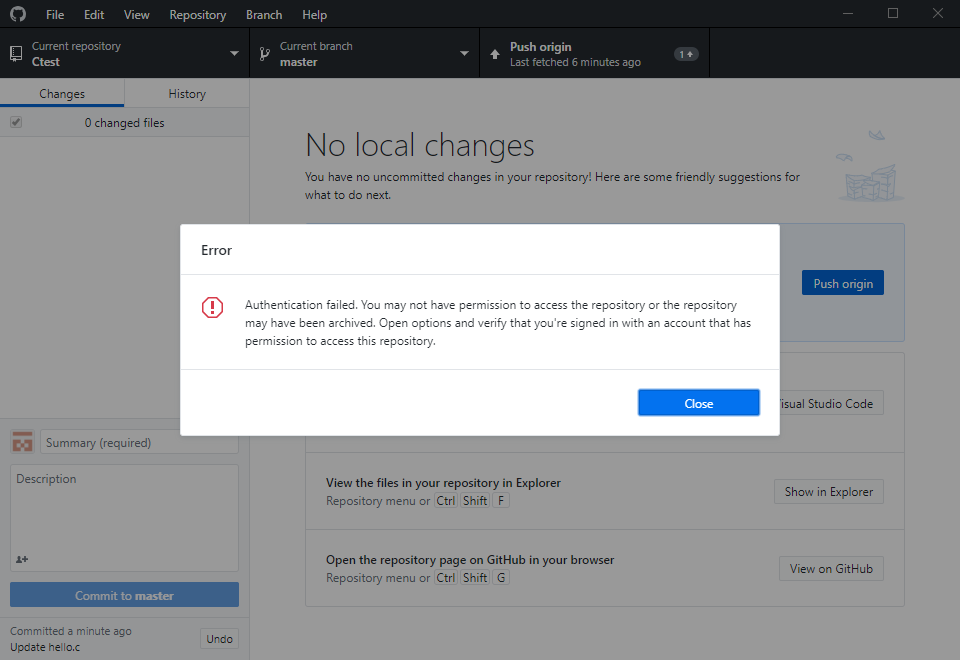 File Edit View Repository Branch Help
Current repository
Ctest
Current branch
master
Push origin
Last fetched 6 minutes ago
1
Changes History
0 changed files
No local changes
You have no uncommitted changes in your repository! Here are some friendly suggestions for
what to do next.
Push origin
Error
Authentication failed. You may not have permission to access the repository or the repository
may have been archived. Open options and verify that you're signed in with an account that has
permission to access this repository.
Close
isual Studio Code
View the files in your repository in Explorer
Repository menu or Ctrl Shift F
Show in Explorer
Open the repository page on GitHub in your browser
Repository menu or Ctrl Shift G
View on GitHub
Summary (required)
Description
Commit to master
Committed a minute ago
Update hello.c
Undo